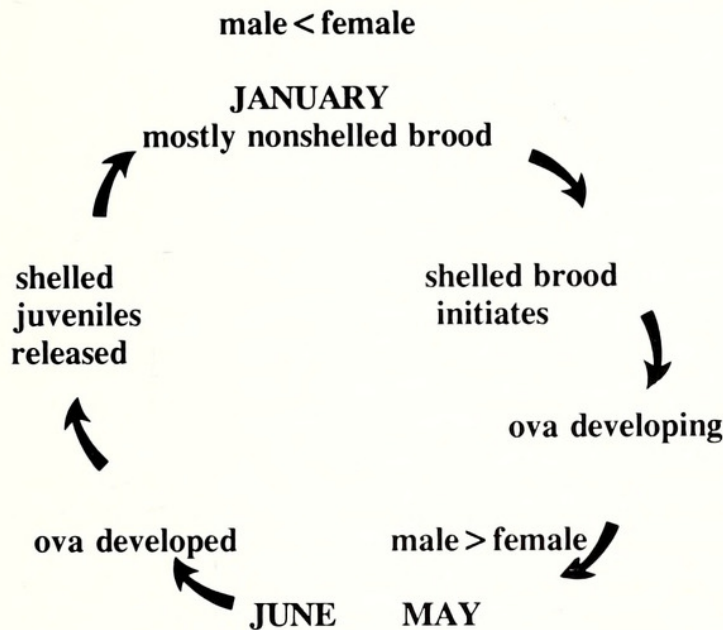 male < female
JANUARY
mostly nonshelled brood
shelled brood
initiates
ova developing
male > female
MAY
JUNE
ova developed
shelled
juveniles
released